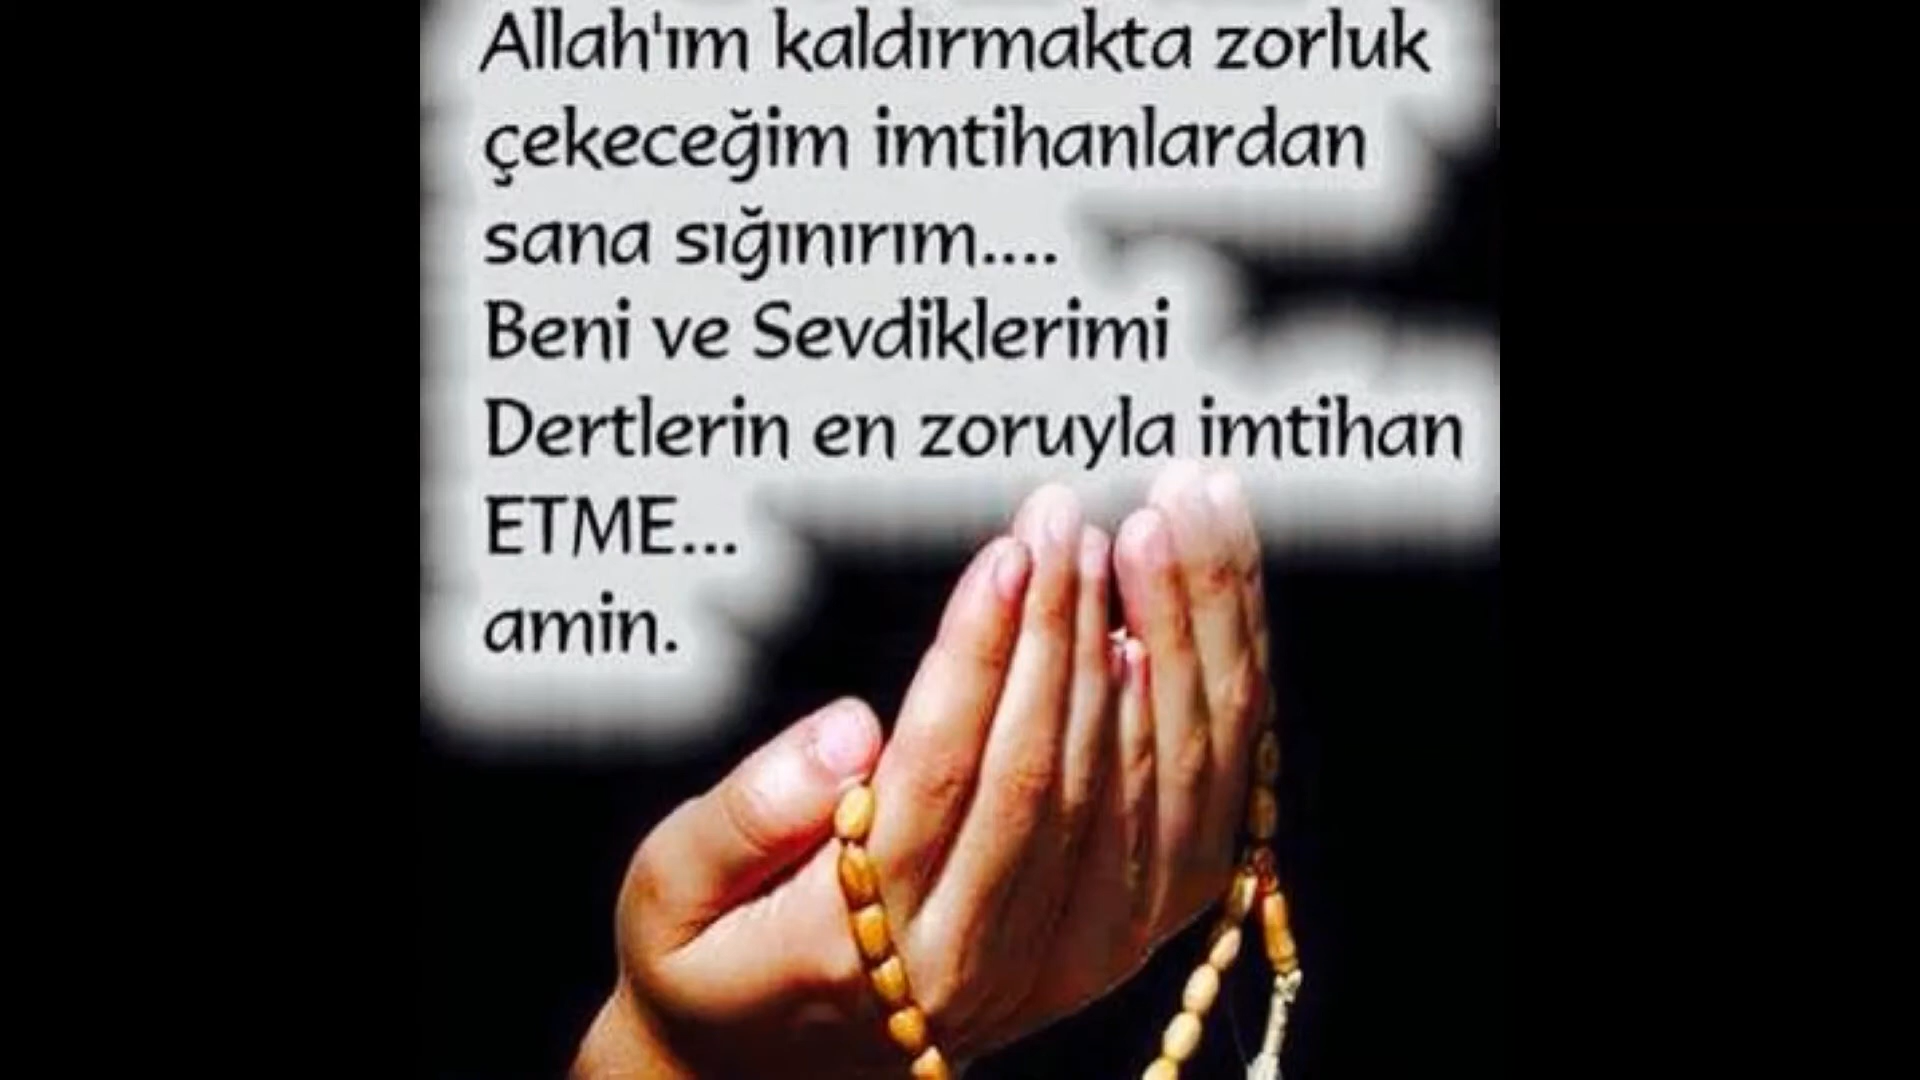 Allah'ım kaldırmakta zorluk
çekeceğim imtihanlardan
sana sığınırım....
Beni ve Sevdiklerimi
Dertlerin en zoruyla imtihan
ETME...
amin.